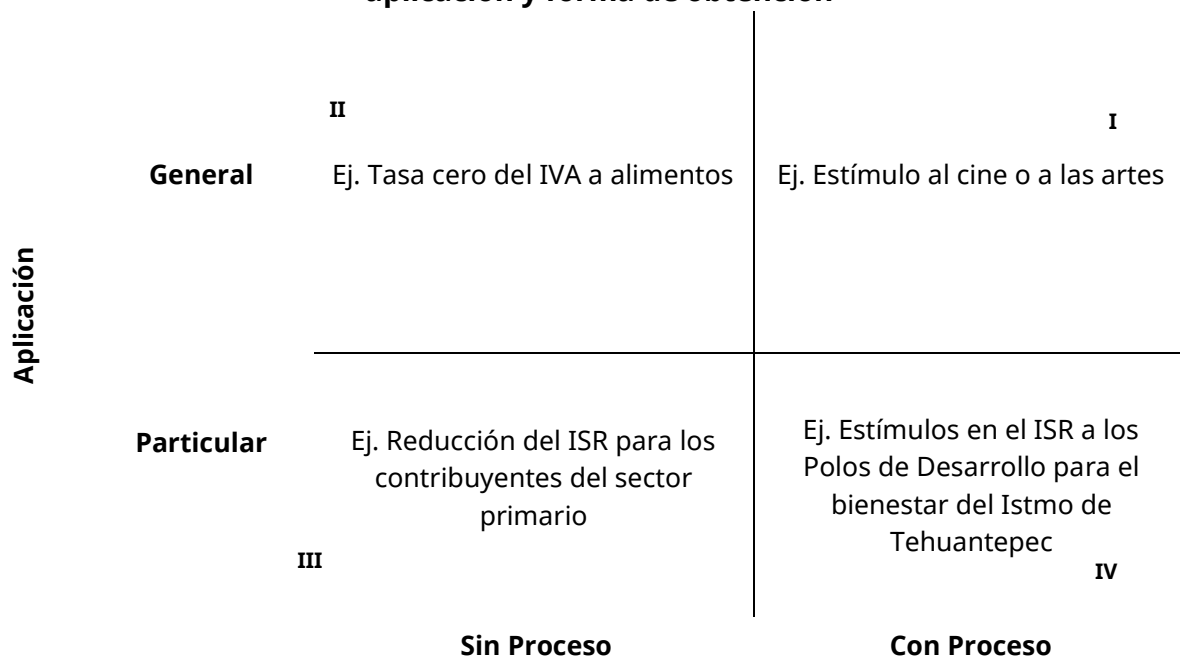 aplicación y forma de obtención
II
I
General
Ej. Tasa cero del IVA a alimentos
Ej. Estímulo al cine o a las artes
Aplicación
Particular
Ej. Reducción del ISR para los
contribuyentes del sector
primario
Ej. Estímulos en el ISR a los
Polos de Desarrollo para el
bienestar del Istmo de
Tehuantepec
III
IV
Sin Proceso
Con Proceso